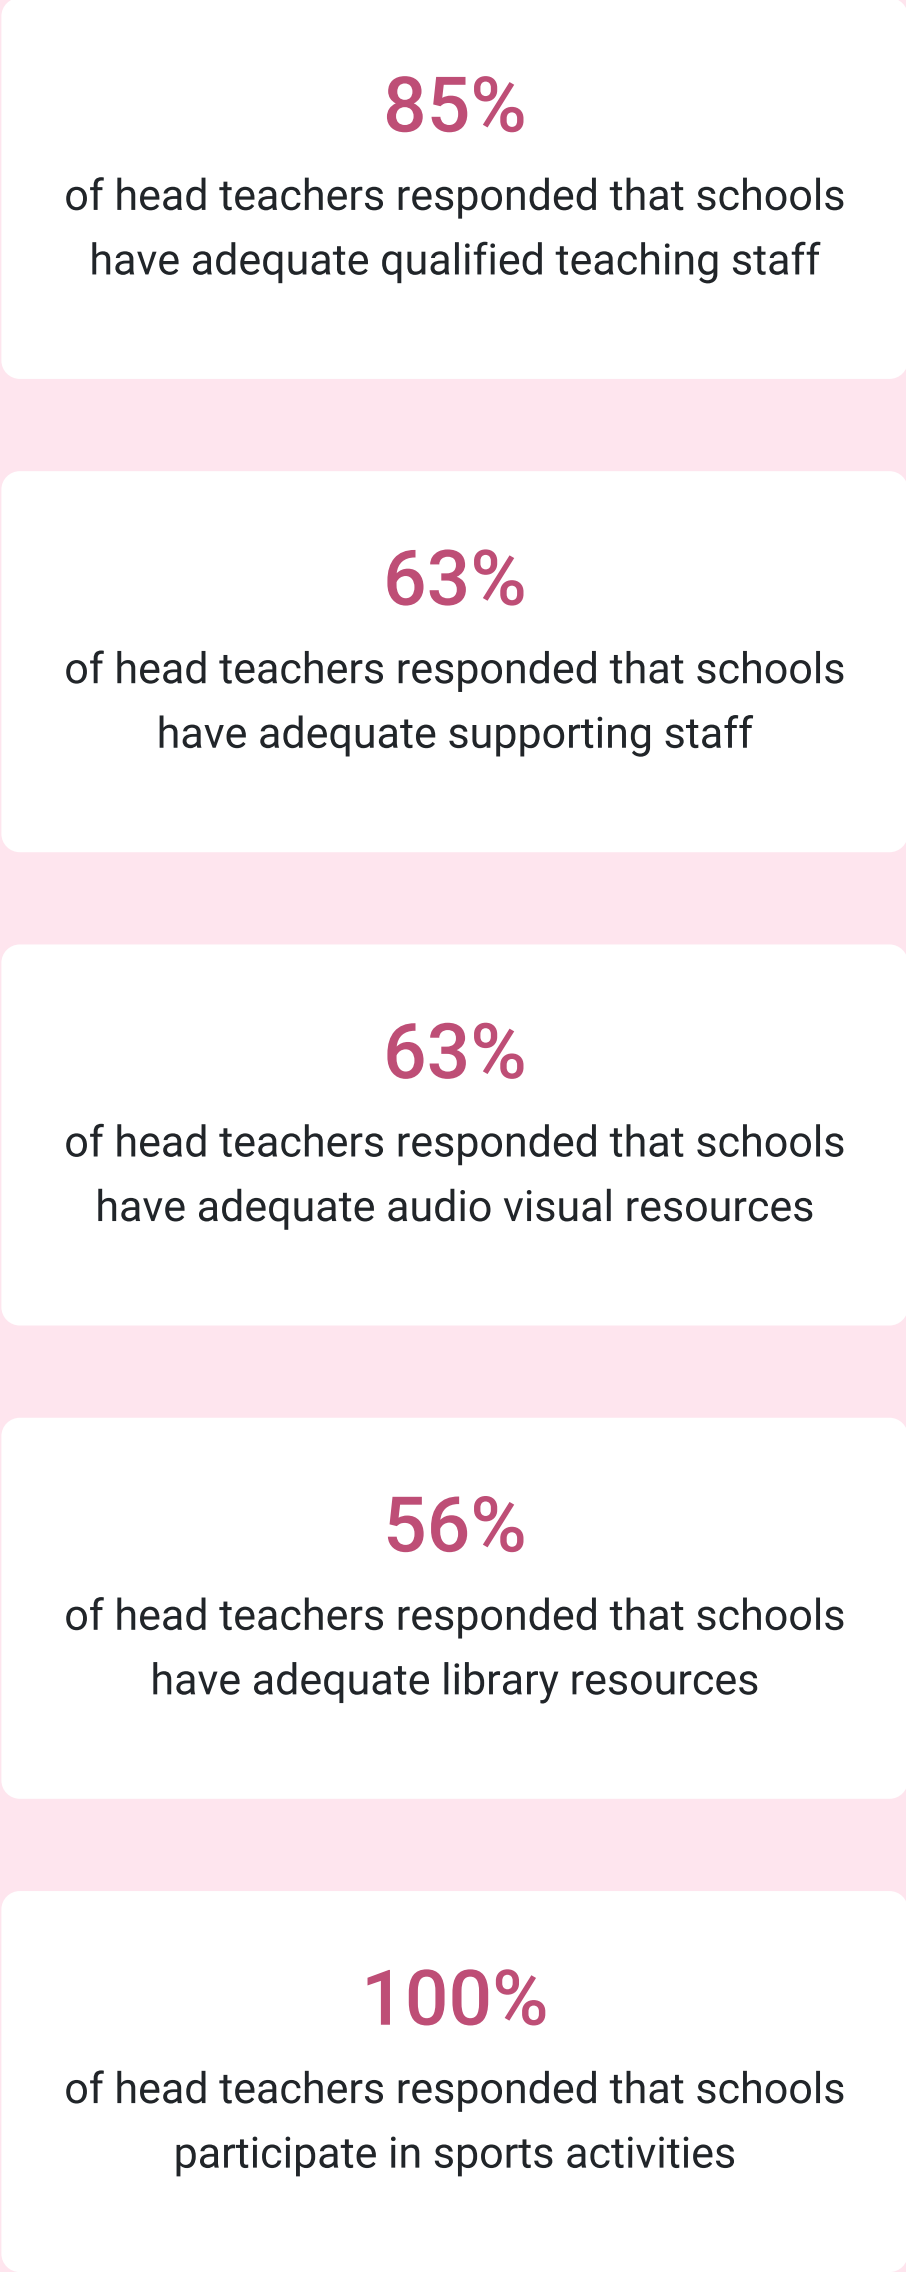 85%
of head teachers responded that schools
have adequate qualified teaching staff
63%
of head teachers responded that schools
have adequate supporting staff
63%
of head teachers responded that schools
have adequate audio visual resources
56%
of head teachers responded that schools
have adequate library resources
100%
of head teachers responded that schools
participate in sports activities